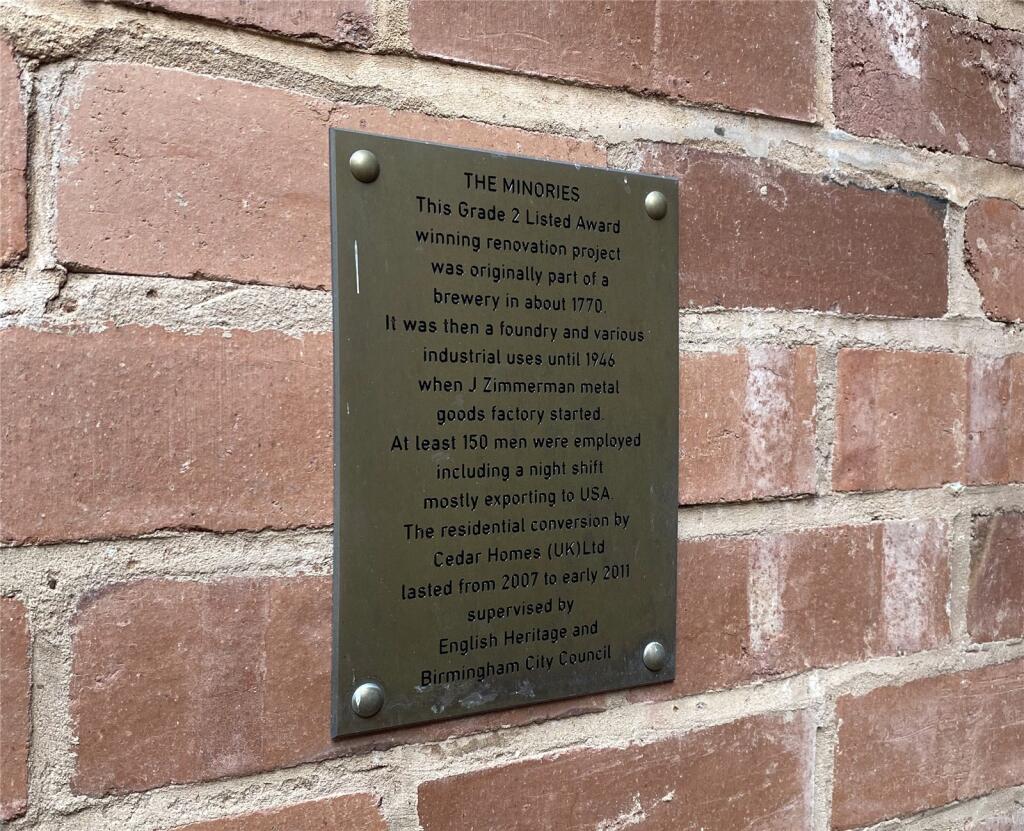 THE MINORIES
This Grade 2 Listed Award
winning renovation project
was originally part of a
brewery in about 1770.
It was then a foundry and various
industrial uses until 1946
when J Zimmerman metal
goods factory started.
At least 150 men were employed
including a night shift
mostly exporting to USA.
The residential conversion by
Cedar Homes (UK)Ltd
lasted from 2007 to early 2011
supervised by
English Heritage and
Birmingham City Council